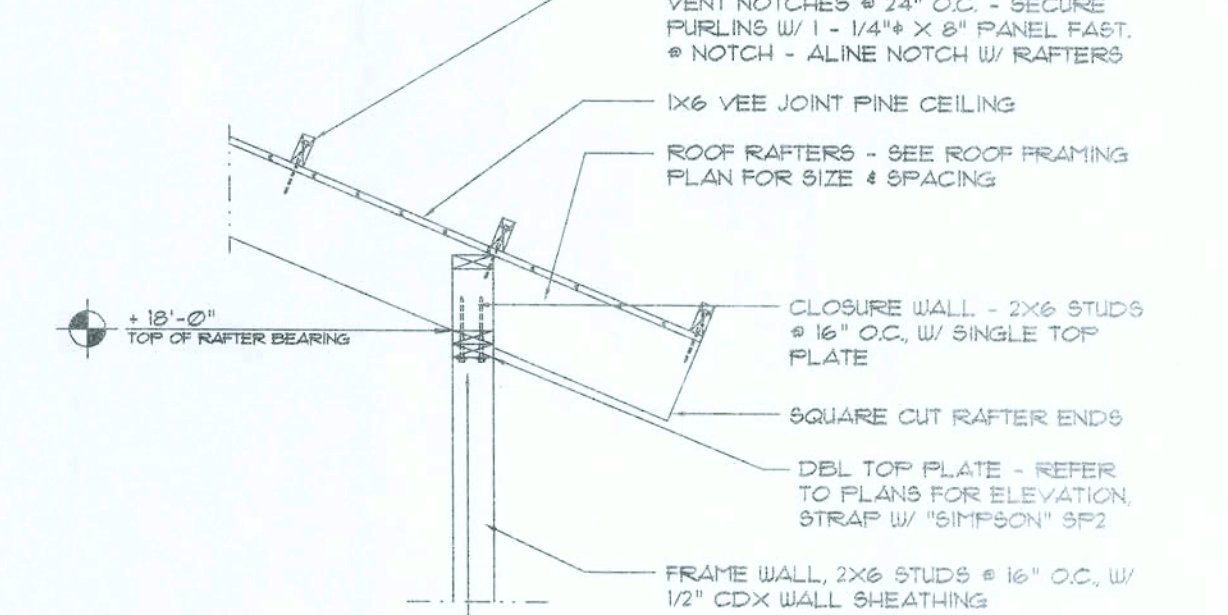 VENT NOTCHES @ 24" O.C. - SECURE
PURLINS W/ 1 - 1/4"ϕ X 8" PANEL FAST.
@ NOTCH - ALINE NOTCH W/ RAFTERS
1X6 VEE JOINT PINE CEILING
ROOF RAFTERS - SEE ROOF FRAMING
PLAN FOR SIZE & SPACING
+ 18'-0"
TOP OF RAFTER BEARING
CLOSURE WALL - 2X6 STUDS
@ 16" O.C., W/ SINGLE TOP
PLATE
SQUARE CUT RAFTER ENDS
DBL TOP PLATE - REFER
TO PLANS FOR ELEVATION,
STRAP W/ "SIMPSON" SP2
FRAME WALL, 2X6 STUDS @ 16" O.C., W/
1/2" CDX WALL SHEATHING